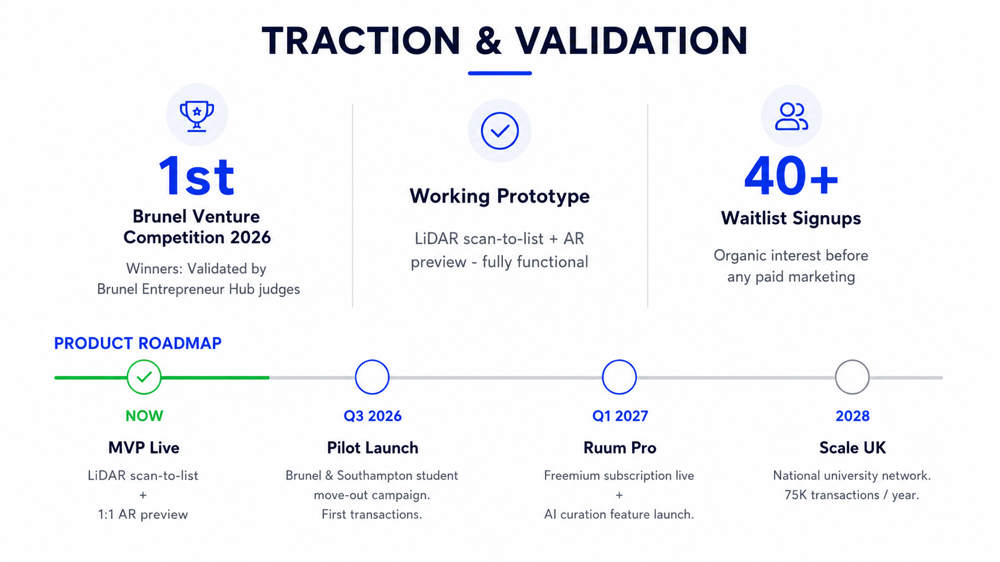 TRACTION & VALIDATION
1st
Brunel Venture
Competition 2026
Winners: Validated by
Brunel Entrepreneur Hub judges
Working Prototype
LiDAR scan-to-list + AR
preview - fully functional
40+
Waitlist Signups
Organic interest before
any paid marketing
PRODUCT ROADMAP
NOW
MVP Live
LiDAR scan-to-list
+
1:1 AR preview
Q3 2026
Pilot Launch
Brunel & Southampton student
move-out campaign.
First transactions.
Q1 2027
Ruum Pro
Freemium subscription live
+
AI curation feature launch.
2028
Scale UK
National university network.
75K transactions / year.